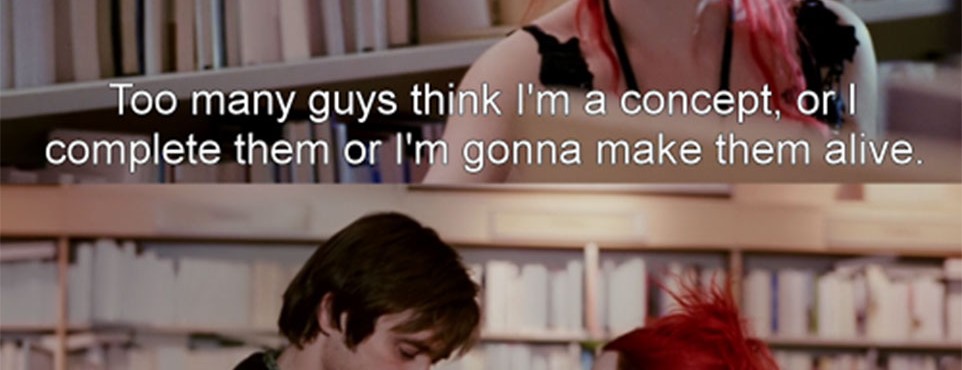 Too many guys think I'm a concept, or I
complete them or I'm gonna make them alive.